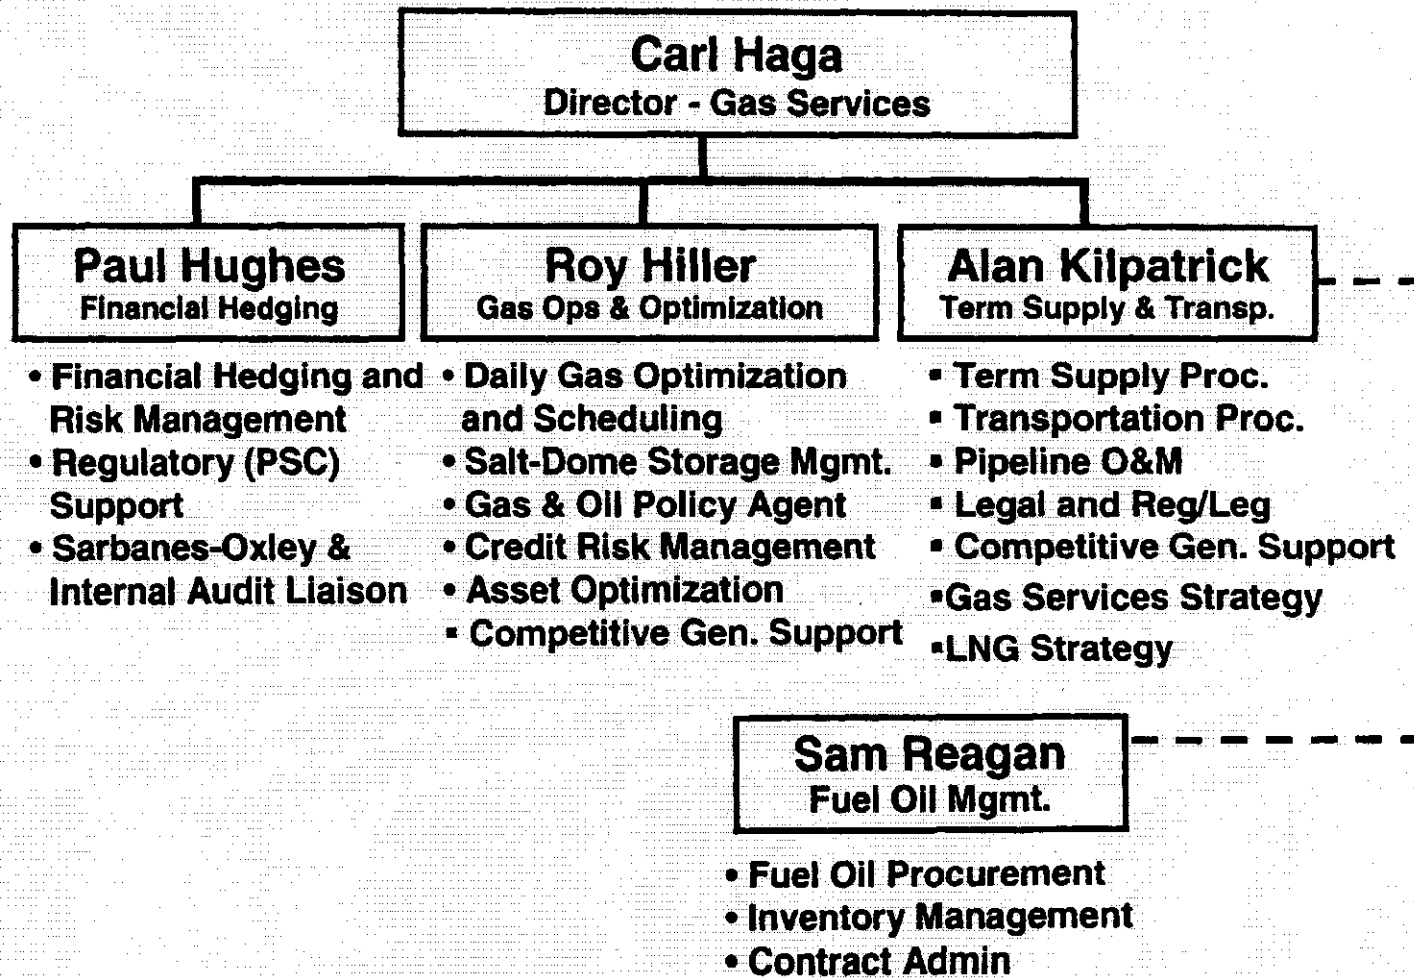 Carl Haga
Director - Gas Services
Paul Hughes
Financial Hedging
• Financial Hedging and
Risk Management
• Regulatory (PSC)
Support
• Sarbanes-Oxley &
Internal Audit Liaison
Roy Hiller
Gas Ops & Optimization
• Daily Gas Optimization
and Scheduling
• Salt-Dome Storage Mgmt.
• Gas & Oil Policy Agent
• Credit Risk Management
• Asset Optimization
▪ Competitive Gen. Support
Alan Kilpatrick
Term Supply & Transp.
▪ Term Supply Proc.
▪ Transportation Proc.
▪ Pipeline O&M
▪ Legal and Reg/Leg
▪ Competitive Gen. Support
▪Gas Services Strategy
▪LNG Strategy
Sam Reagan
Fuel Oil Mgmt.
• Fuel Oil Procurement
• Inventory Management
• Contract Admin